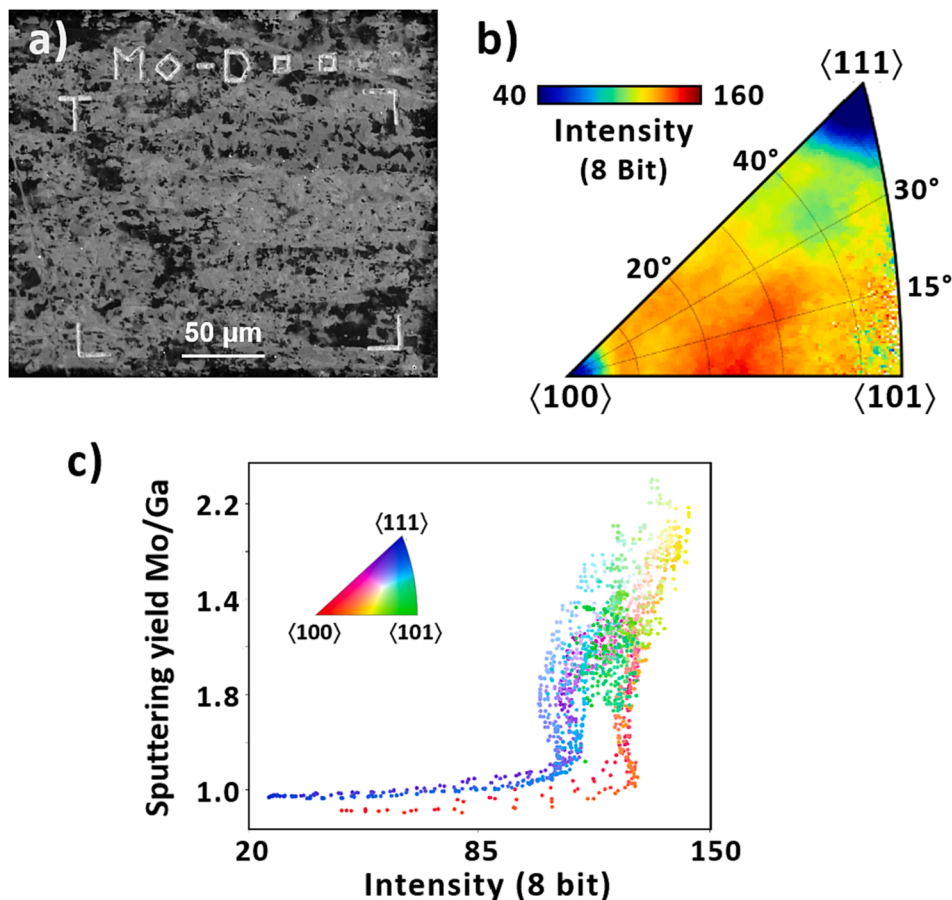 a)
Mo-D
50 µm
b)
⟨111⟩
40
160
Intensity
(8 Bit)
40°
30°
20°
15°
⟨100⟩
⟨101⟩
c)
Sputtering yield Mo/Ga
2.2
1.4
1.8
1.0
⟨111⟩
⟨100⟩
⟨101⟩
20
85
150
Intensity (8 bit)